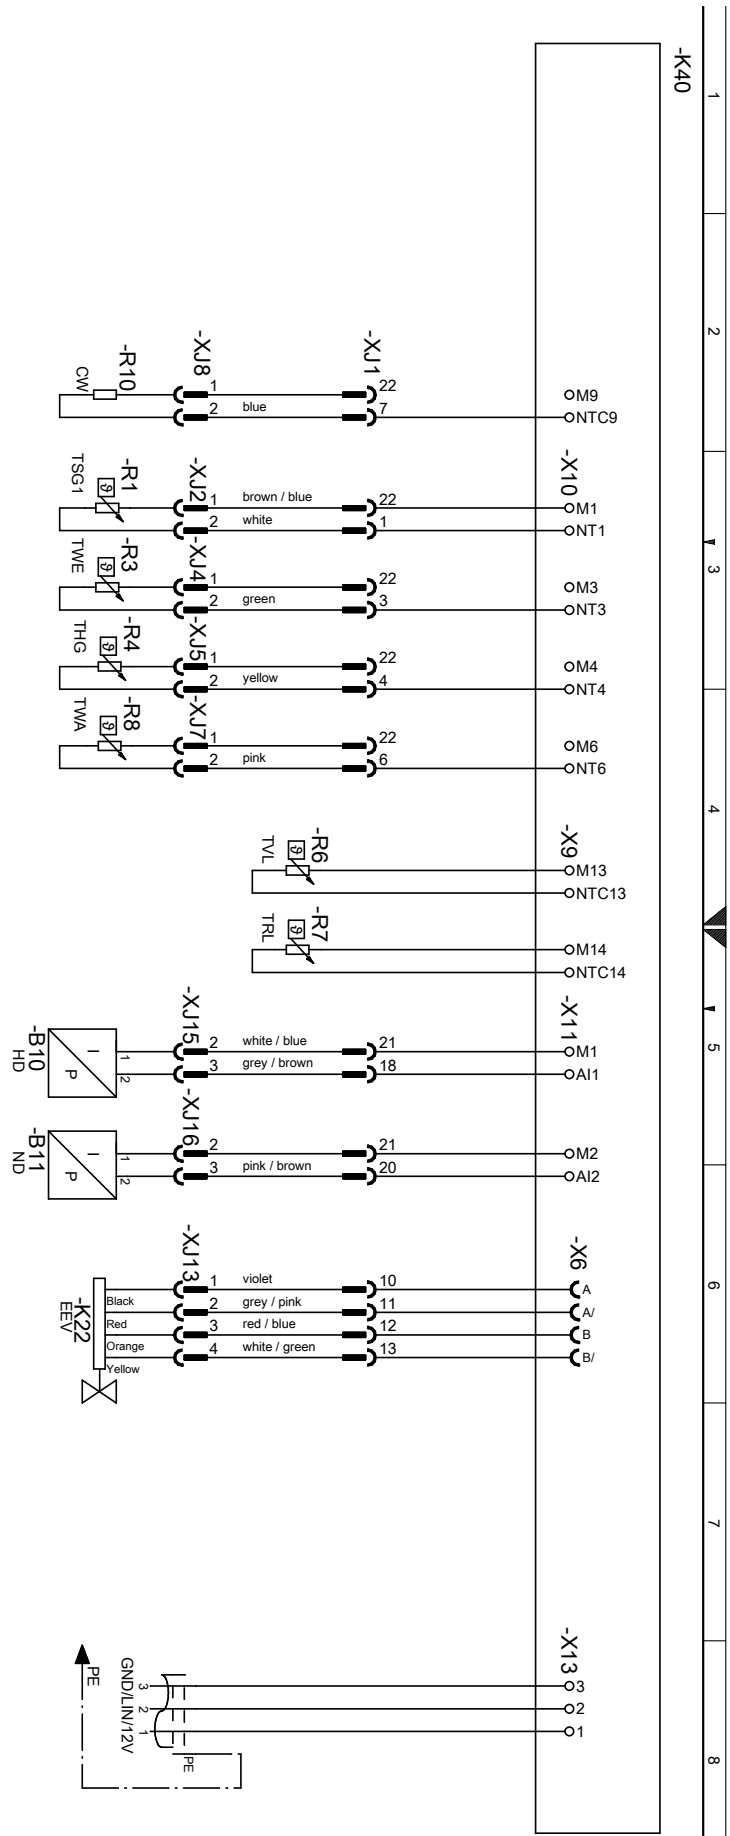 -K40
1
2
3
4
5
6
7
8
-R10
CW
-XJ8
1
2
blue
-XJ1
22
7
M9
NTC9
-R1
TSG1
ϑ
-XJ2
1
2
brown / blue
white
22
1
-X10
M1
NT1
-R3
TWE
ϑ
-XJ4
1
2
green
22
3
M3
NT3
-R4
THG
ϑ
-XJ5
1
2
yellow
22
4
M4
NT4
-R8
TWA
ϑ
-XJ7
1
2
pink
22
6
M6
NT6
-R6
TVL
ϑ
-X9
M13
NTC13
-R7
TRL
ϑ
M14
NTC14
-B10
HD
I
P
1
2
-XJ15
2
3
white / blue
grey / brown
21
18
-X11
M1
AI1
-B11
ND
I
P
1
2
-XJ16
2
3
pink / brown
21
20
M2
AI2
-K22
EEV
Black
Red
Orange
Yellow
-XJ13
1
2
3
4
violet
grey / pink
red / blue
white / green
10
11
12
13
-X6
A
A/
B
B/
PE
GND/LIN/12V
3
2
1
PE
-X13
3
2
1